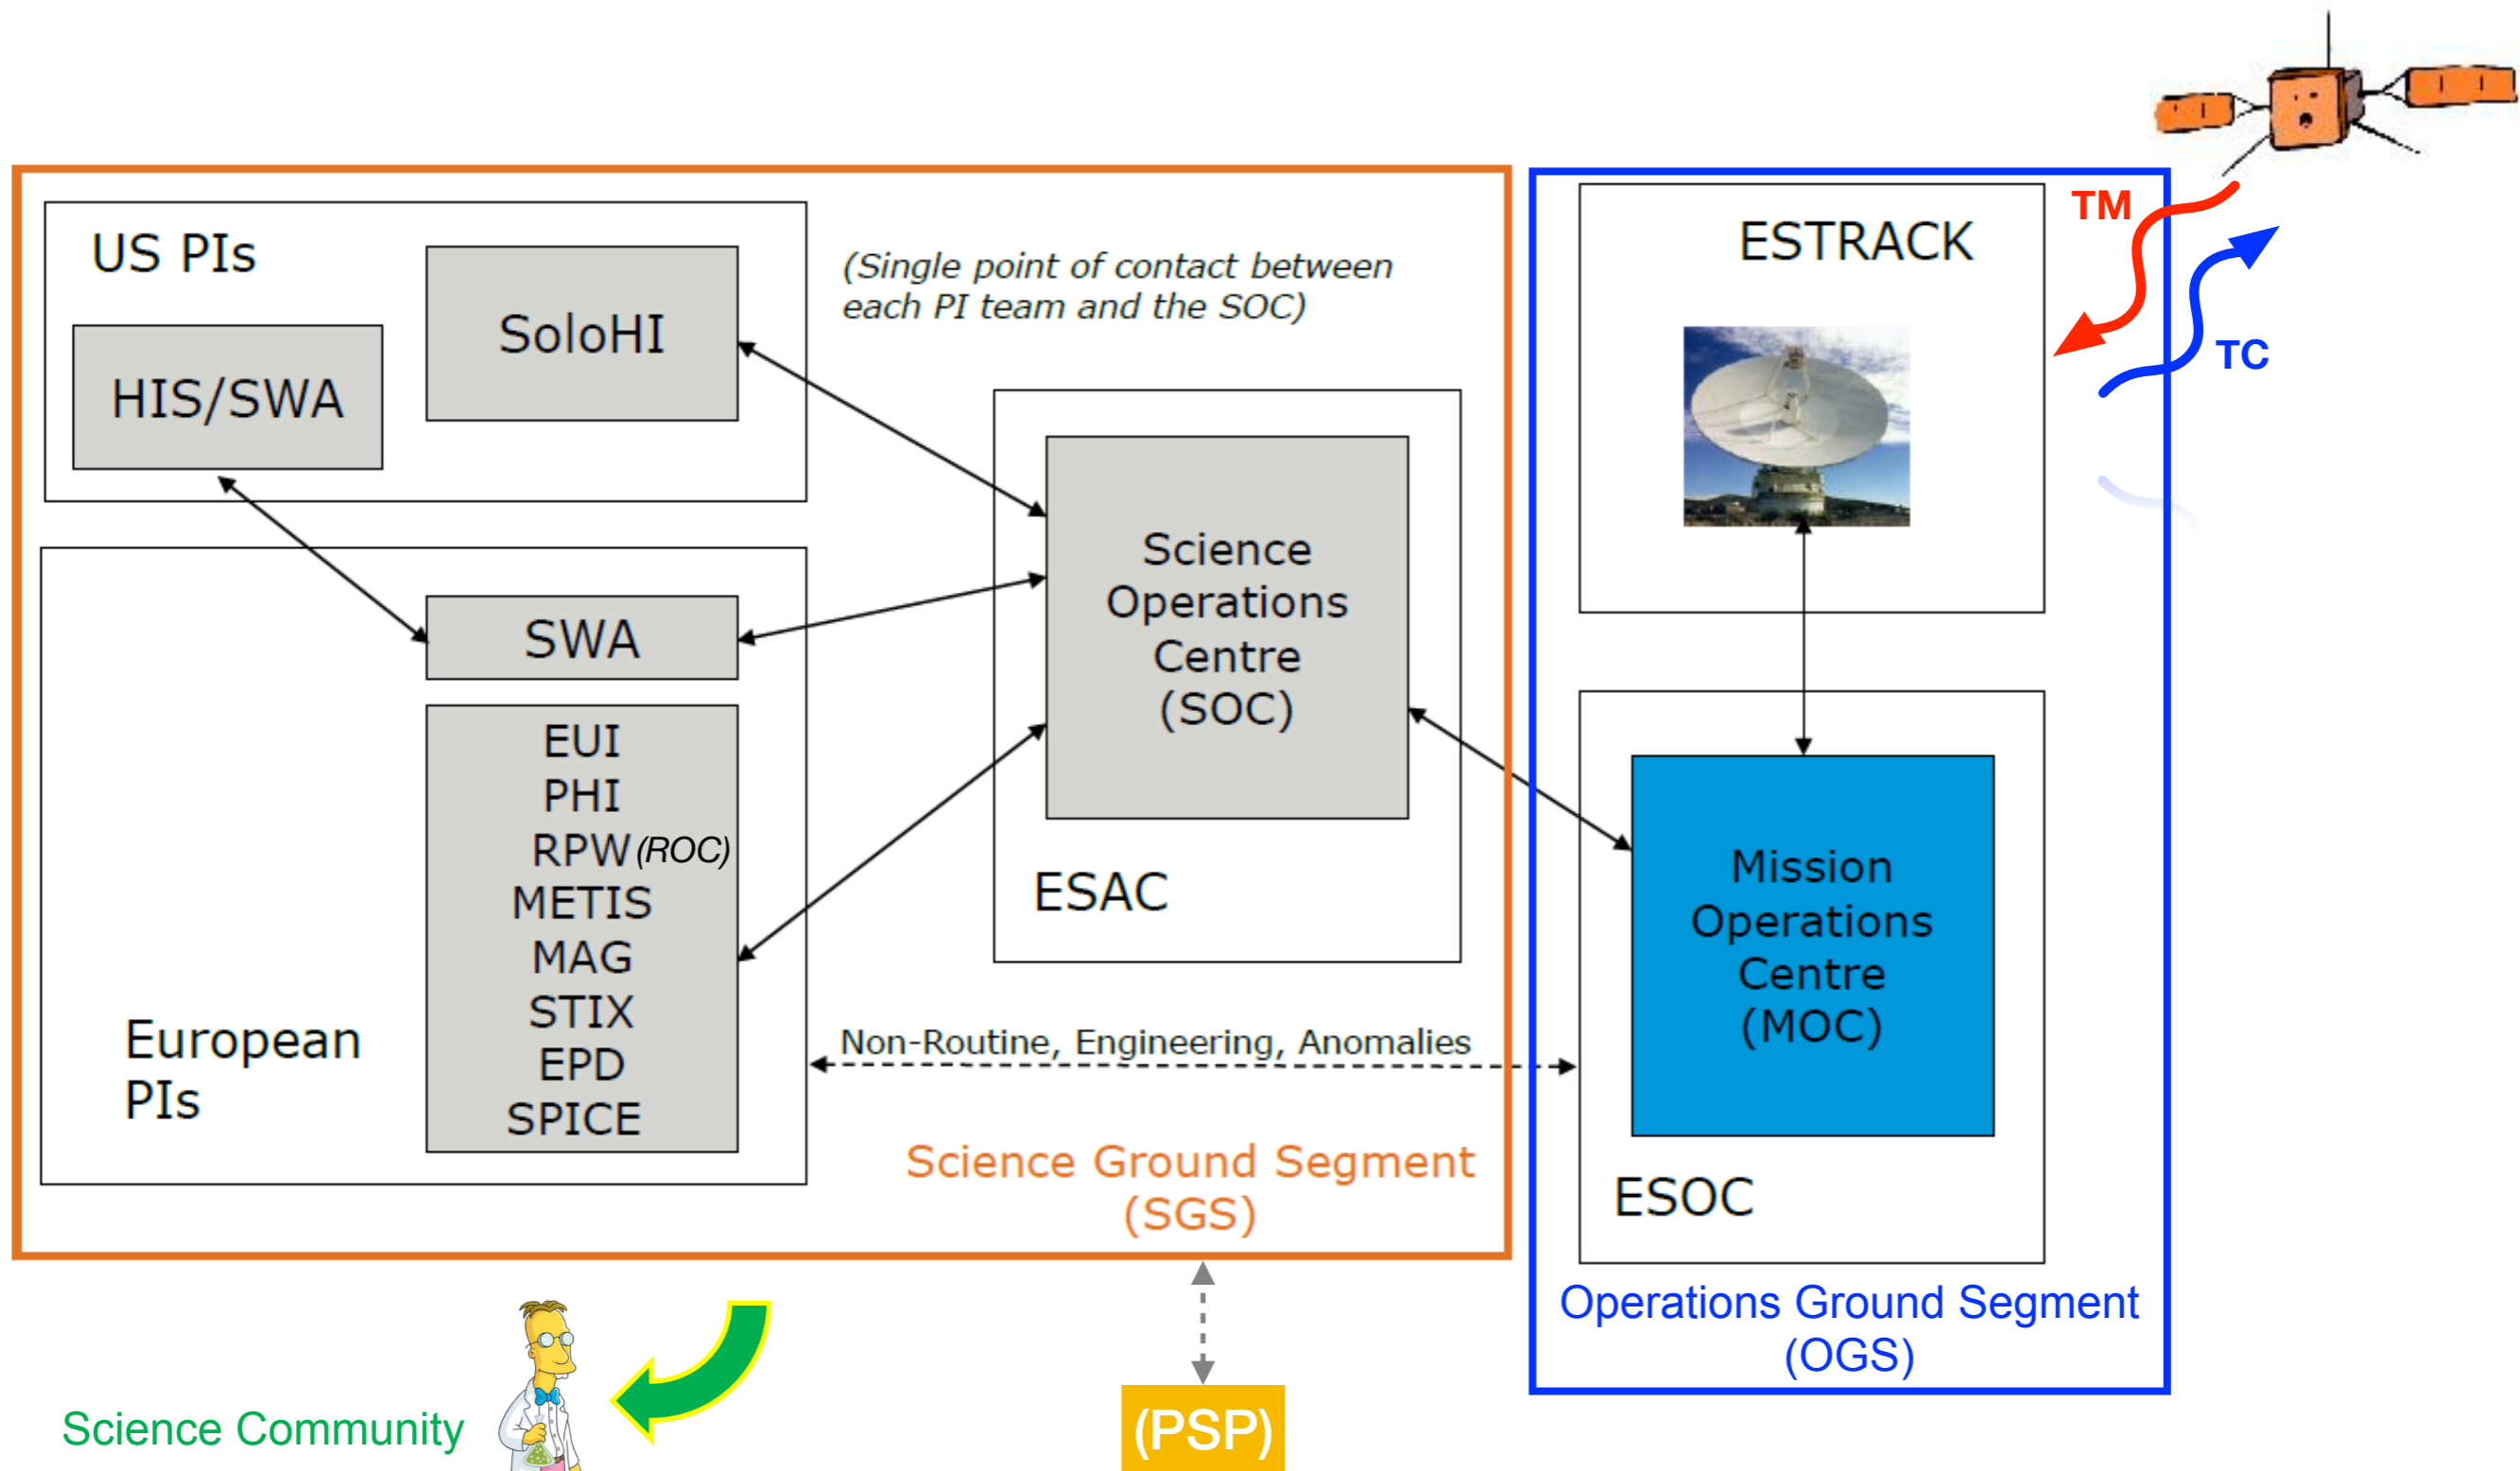 US PIs
SoloHI
HIS/SWA
(Single point of contact between
each PI team and the SOC)
SWA
EUI
PHI
RPW (ROC)
METIS
MAG
STIX
EPD
SPICE
European
PIs
Science
Operations
Centre
(SOC)
ESAC
Non-Routine, Engineering, Anomalies
Science Ground Segment
(SGS)
ESTRACK
TM
TC
Mission
Operations
Centre
(MOC)
ESOC
Operations Ground Segment
(OGS)
Science Community
(PSP)